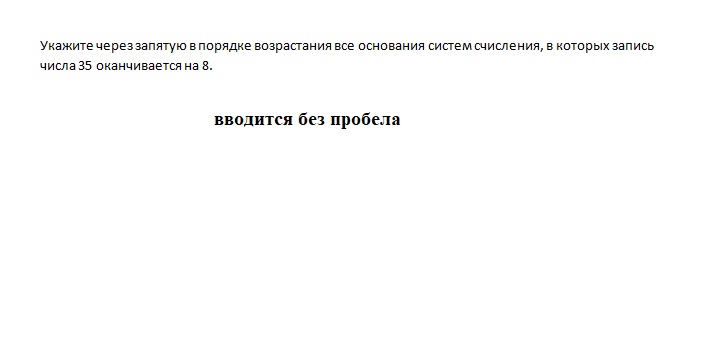 Укажите через запятую в порядке возрастания все основания систем счисления, в которых запись
числа 35 оканчивается на 8.
вводится без пробела